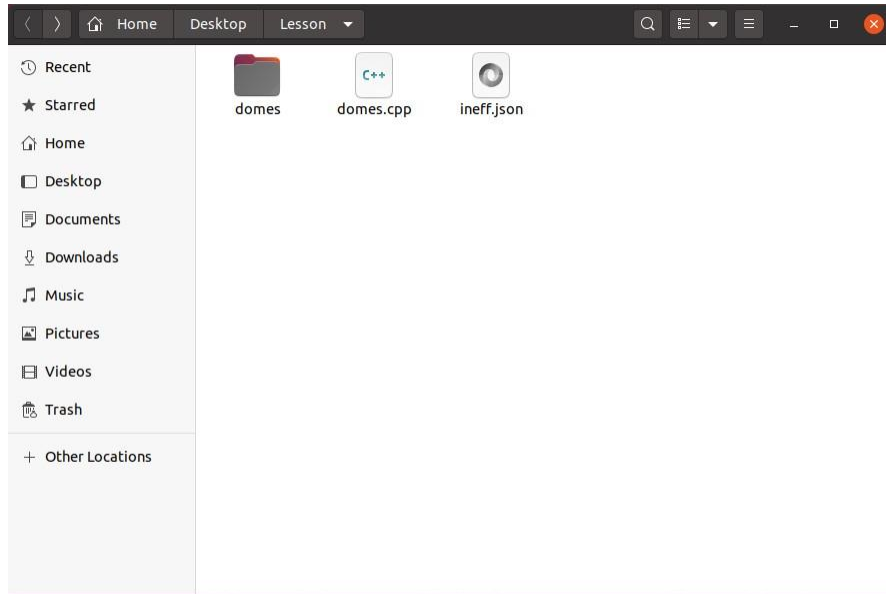 Home Desktop Lesson
Recent
Starred
Home
Desktop
Documents
Downloads
Music
Pictures
Videos
Trash
Other Locations
domes
C++
domes.cpp
ineff.json